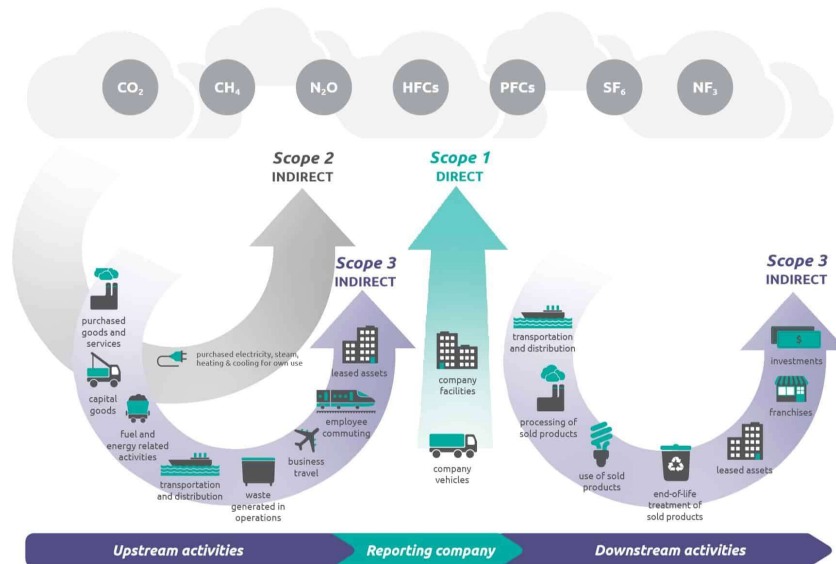 CO₂
CH₄
N₂O
HFCs
PFCs
SF₆
NF₃
Scope 2
INDIRECT
Scope 1
DIRECT
Scope 3
INDIRECT
Scope 3
INDIRECT
purchased
goods and
services
capital
goods
fuel and
energy related
activities
purchased electricity, steam,
heating & cooling for own use
transportation
and distribution
waste
generated in
operations
business
travel
employee
commuting
leased assets
company
facilities
company
vehicles
transportation
and distribution
processing of
sold products
use of sold
products
end-of-life
treatment of
sold products
leased assets
franchises
$
investments
Upstream activities
Reporting company
Downstream activities